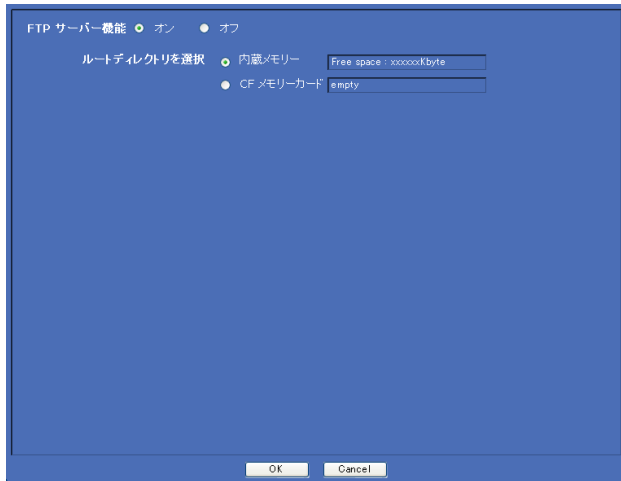 FTP サーバー機能 オン オフ
ルートディレクトリを選択 内蔵メモリー Free space : xxxxxxKbyte
CF メモリーカード empty
OK Cancel